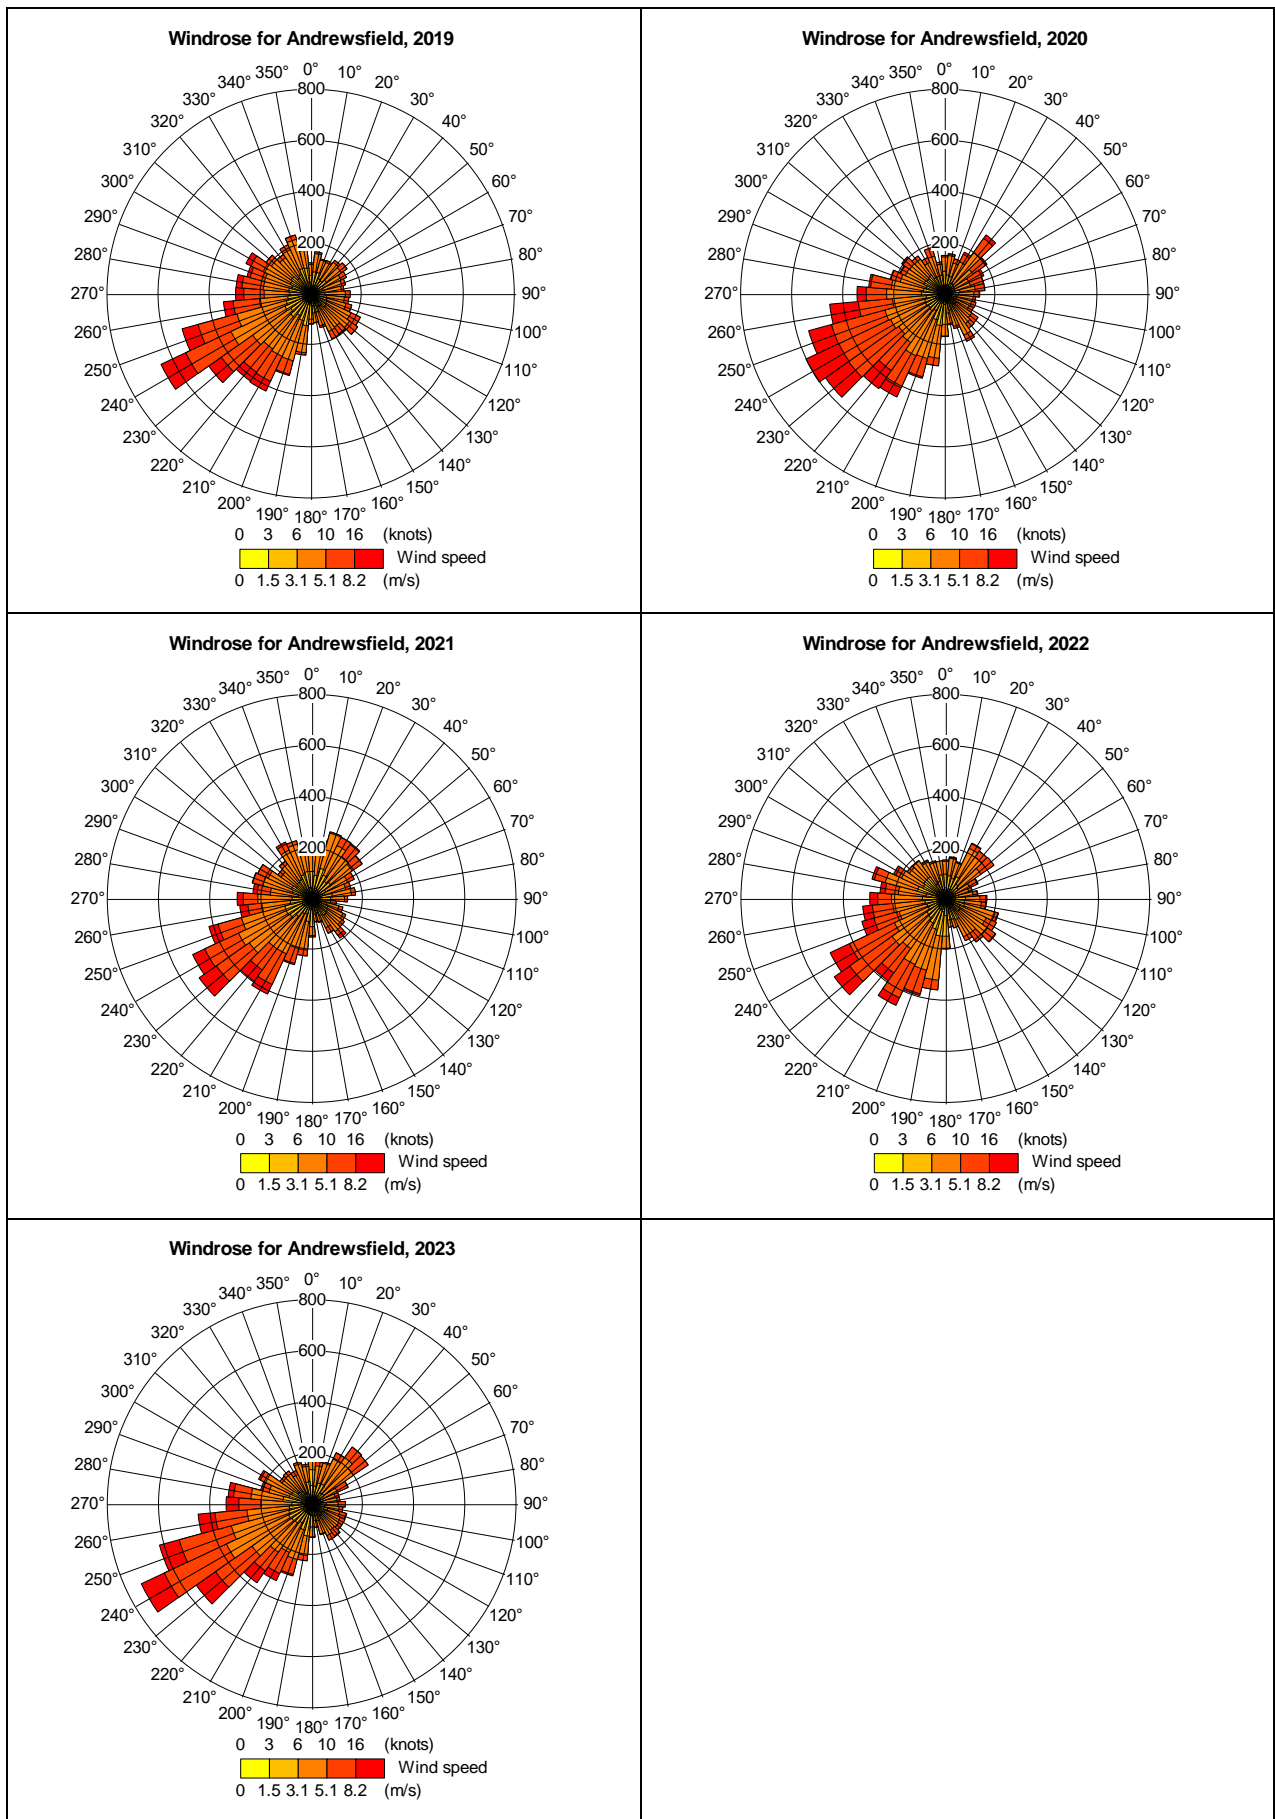 Windrose for Andrewsfield, 2019
0° 10° 20° 30° 40° 50° 60° 70° 80° 90° 100° 110° 120° 130° 140° 150° 160° 170° 180° 190° 200° 210° 220° 230° 240° 250° 260° 270° 280° 290° 300° 310° 320° 330° 340° 350°
800
600
400
200
0 3 6 10 16 (knots)
Wind speed
0 1.5 3.1 5.1 8.2 (m/s)
Windrose for Andrewsfield, 2020
0° 10° 20° 30° 40° 50° 60° 70° 80° 90° 100° 110° 120° 130° 140° 150° 160° 170° 180° 190° 200° 210° 220° 230° 240° 250° 260° 270° 280° 290° 300° 310° 320° 330° 340° 350°
800
600
400
200
0 3 6 10 16 (knots)
Wind speed
0 1.5 3.1 5.1 8.2 (m/s)
Windrose for Andrewsfield, 2021
0° 10° 20° 30° 40° 50° 60° 70° 80° 90° 100° 110° 120° 130° 140° 150° 160° 170° 180° 190° 200° 210° 220° 230° 240° 250° 260° 270° 280° 290° 300° 310° 320° 330° 340° 350°
800
600
400
200
0 3 6 10 16 (knots)
Wind speed
0 1.5 3.1 5.1 8.2 (m/s)
Windrose for Andrewsfield, 2022
0° 10° 20° 30° 40° 50° 60° 70° 80° 90° 100° 110° 120° 130° 140° 150° 160° 170° 180° 190° 200° 210° 220° 230° 240° 250° 260° 270° 280° 290° 300° 310° 320° 330° 340° 350°
800
600
400
200
0 3 6 10 16 (knots)
Wind speed
0 1.5 3.1 5.1 8.2 (m/s)
Windrose for Andrewsfield, 2023
0° 10° 20° 30° 40° 50° 60° 70° 80° 90° 100° 110° 120° 130° 140° 150° 160° 170° 180° 190° 200° 210° 220° 230° 240° 250° 260° 270° 280° 290° 300° 310° 320° 330° 340° 350°
800
600
400
200
0 3 6 10 16 (knots)
Wind speed
0 1.5 3.1 5.1 8.2 (m/s)